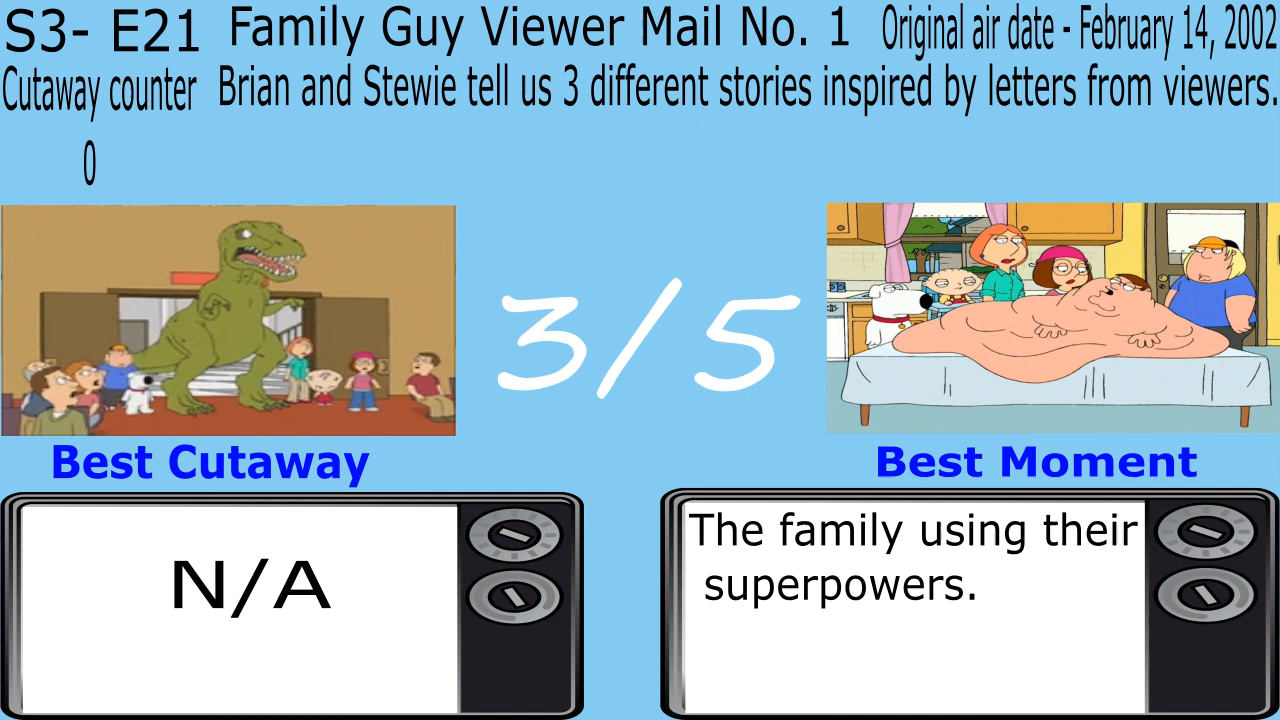 S3- E21 Family Guy Viewer Mail No. 1 Original air date - February 14, 2002
Cutaway counter Brian and Stewie tell us 3 different stories inspired by letters from viewers.
0
3/5
Best Cutaway
Best Moment
N/A
The family using their
superpowers.